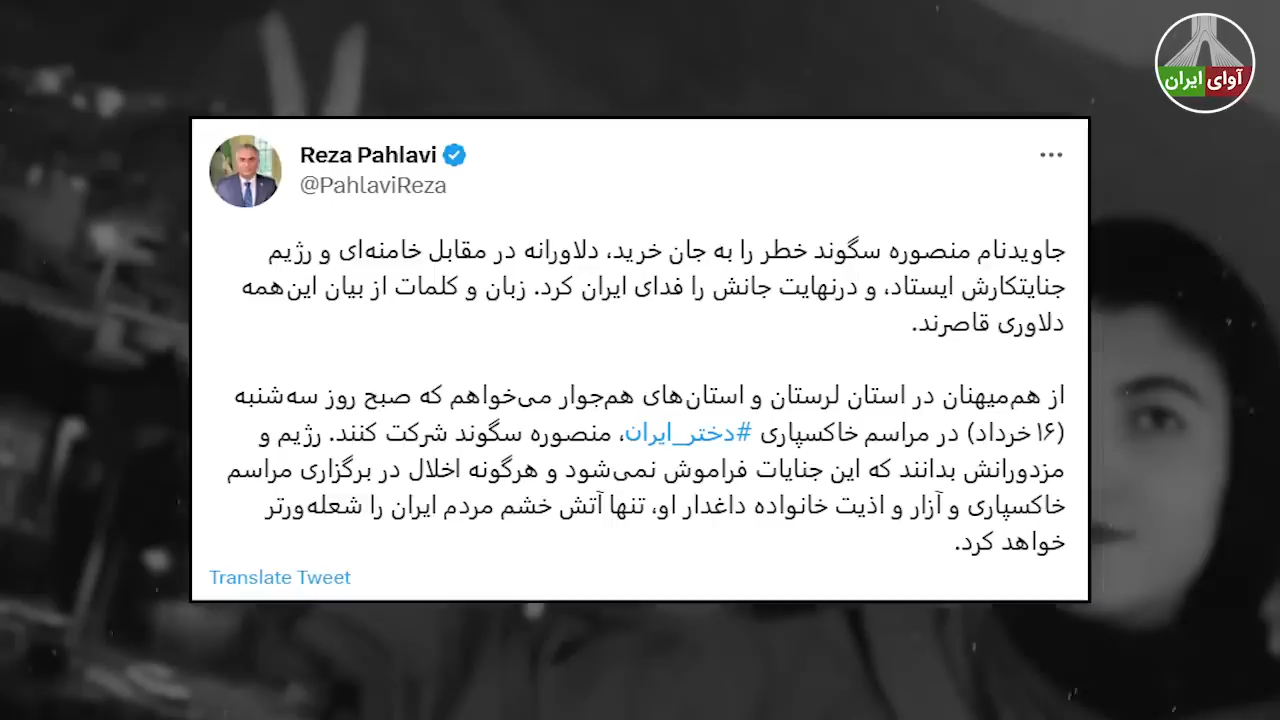 آوای ایران
Reza Pahlavi
@PahlaviReza
جاویدنام منصوره سگوند خطر را به جان خرید، دلاورانه در مقابل خامنه‌ای و رژیم
جنایتکارش ایستاد، و درنهایت جانش را فدای ایران کرد. زبان و کلمات از بیان این‌همه
دلاوری قاصرند.
از هم‌میهنان در استان لرستان و استان‌های هم‌جوار می‌خواهم که صبح روز سه‌شنبه
(۱۶ خرداد) در مراسم خاکسپاری #دختر_ایران، منصوره سگوند شرکت کنند. رژیم و
مزدورانش بدانند که این جنایات فراموش نمی‌شود و هرگونه اخلال در برگزاری مراسم
خاکسپاری و آزار و اذیت خانواده داغدار او، تنها آتش خشم مردم ایران را شعله‌ورتر
خواهد کرد.
Translate Tweet